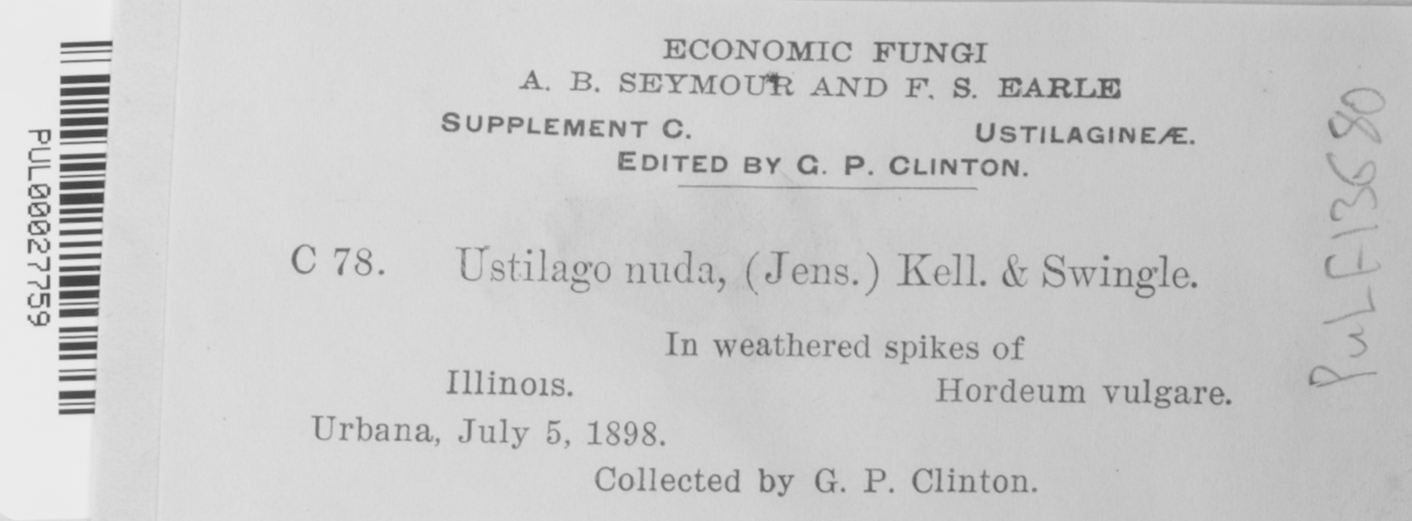 ECONOMIC FUNGI
A. B. SEYMOUR AND F. S. EARLE
SUPPLEMENT C. USTILAGINEÆ.
EDITED BY G. P. CLINTON.
C 78. Ustilago nuda, (Jens.) Kell. & Swingle.
In weathered spikes of
Illinois. Hordeum vulgare.
Urbana, July 5, 1898.
Collected by G. P. Clinton.
PUL00027759
PuL F13680